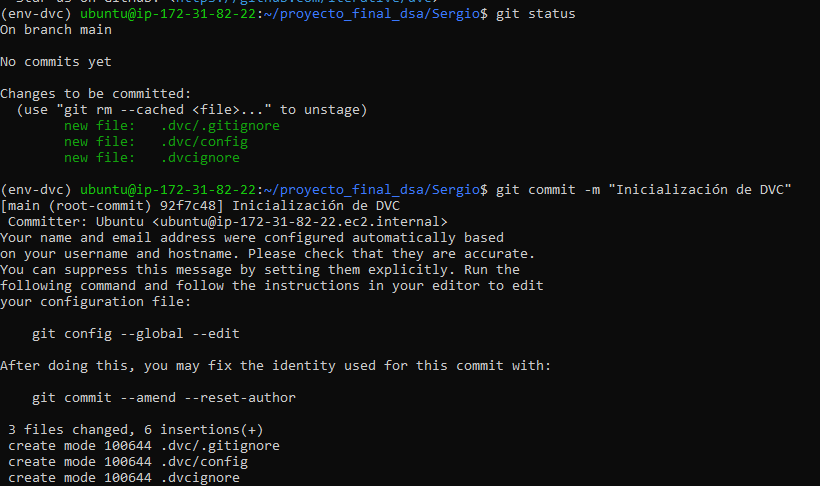 (env-dvc) ubuntu@ip-172-31-82-22:~/proyecto_final_dsa/Sergio$ git status
On branch main

No commits yet

Changes to be committed:
  (use "git rm --cached <file>..." to unstage)
        new file:   .dvc/.gitignore
        new file:   .dvc/config
        new file:   .dvcignore

(env-dvc) ubuntu@ip-172-31-82-22:~/proyecto_final_dsa/Sergio$ git commit -m "Inicialización de DVC"
[main (root-commit) 92f7c48] Inicialización de DVC
 Committer: Ubuntu <ubuntu@ip-172-31-82-22.ec2.internal>
Your name and email address were configured automatically based
on your username and hostname. Please check that they are accurate.
You can suppress this message by setting them explicitly. Run the
following command and follow the instructions in your editor to edit
your configuration file:

    git config --global --edit

After doing this, you may fix the identity used for this commit with:

    git commit --amend --reset-author

 3 files changed, 6 insertions(+)
 create mode 100644 .dvc/.gitignore
 create mode 100644 .dvc/config
 create mode 100644 .dvcignore